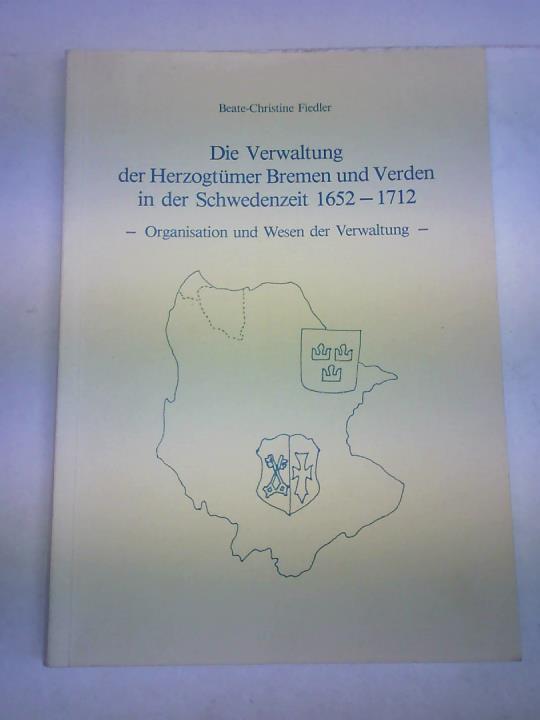 Beate-Christine Fiedler
Die Verwaltung
der Herzogtümer Bremen und Verden
in der Schwedenzeit 1652 – 1712
– Organisation und Wesen der Verwaltung –